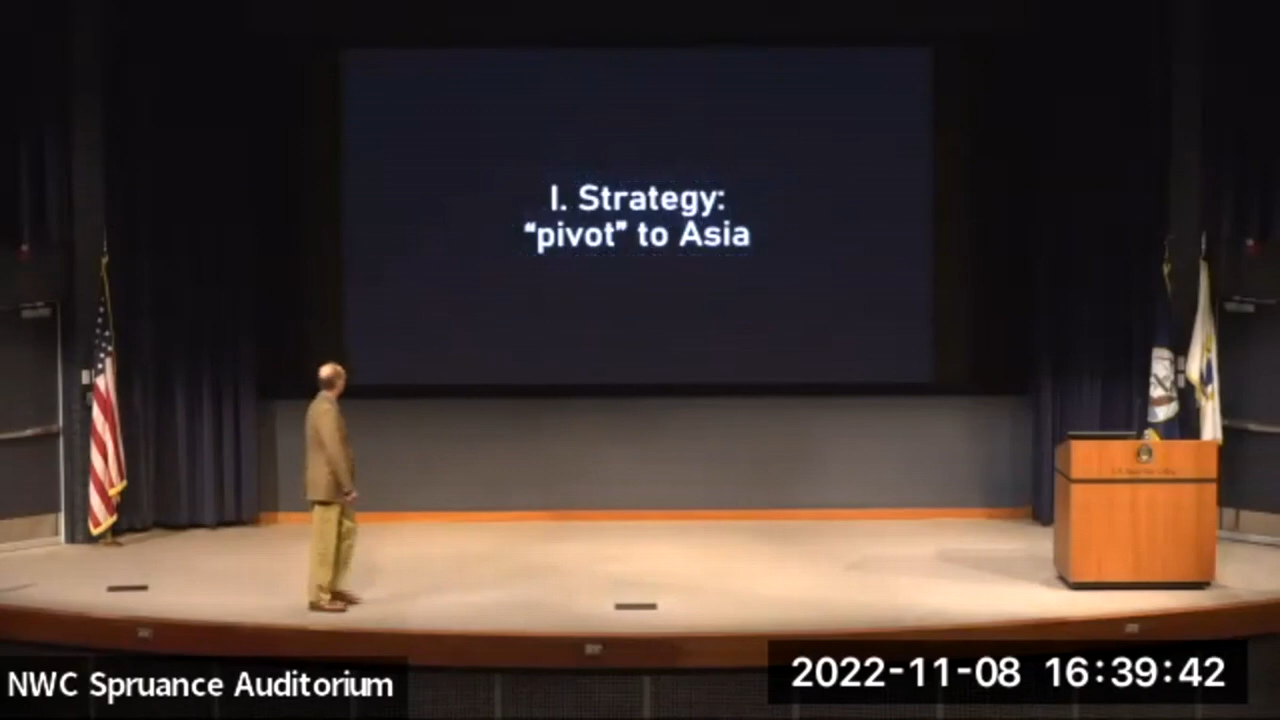 I. Strategy:
“pivot” to Asia
NWC Spruance Auditorium
2022-11-08 16:39:42